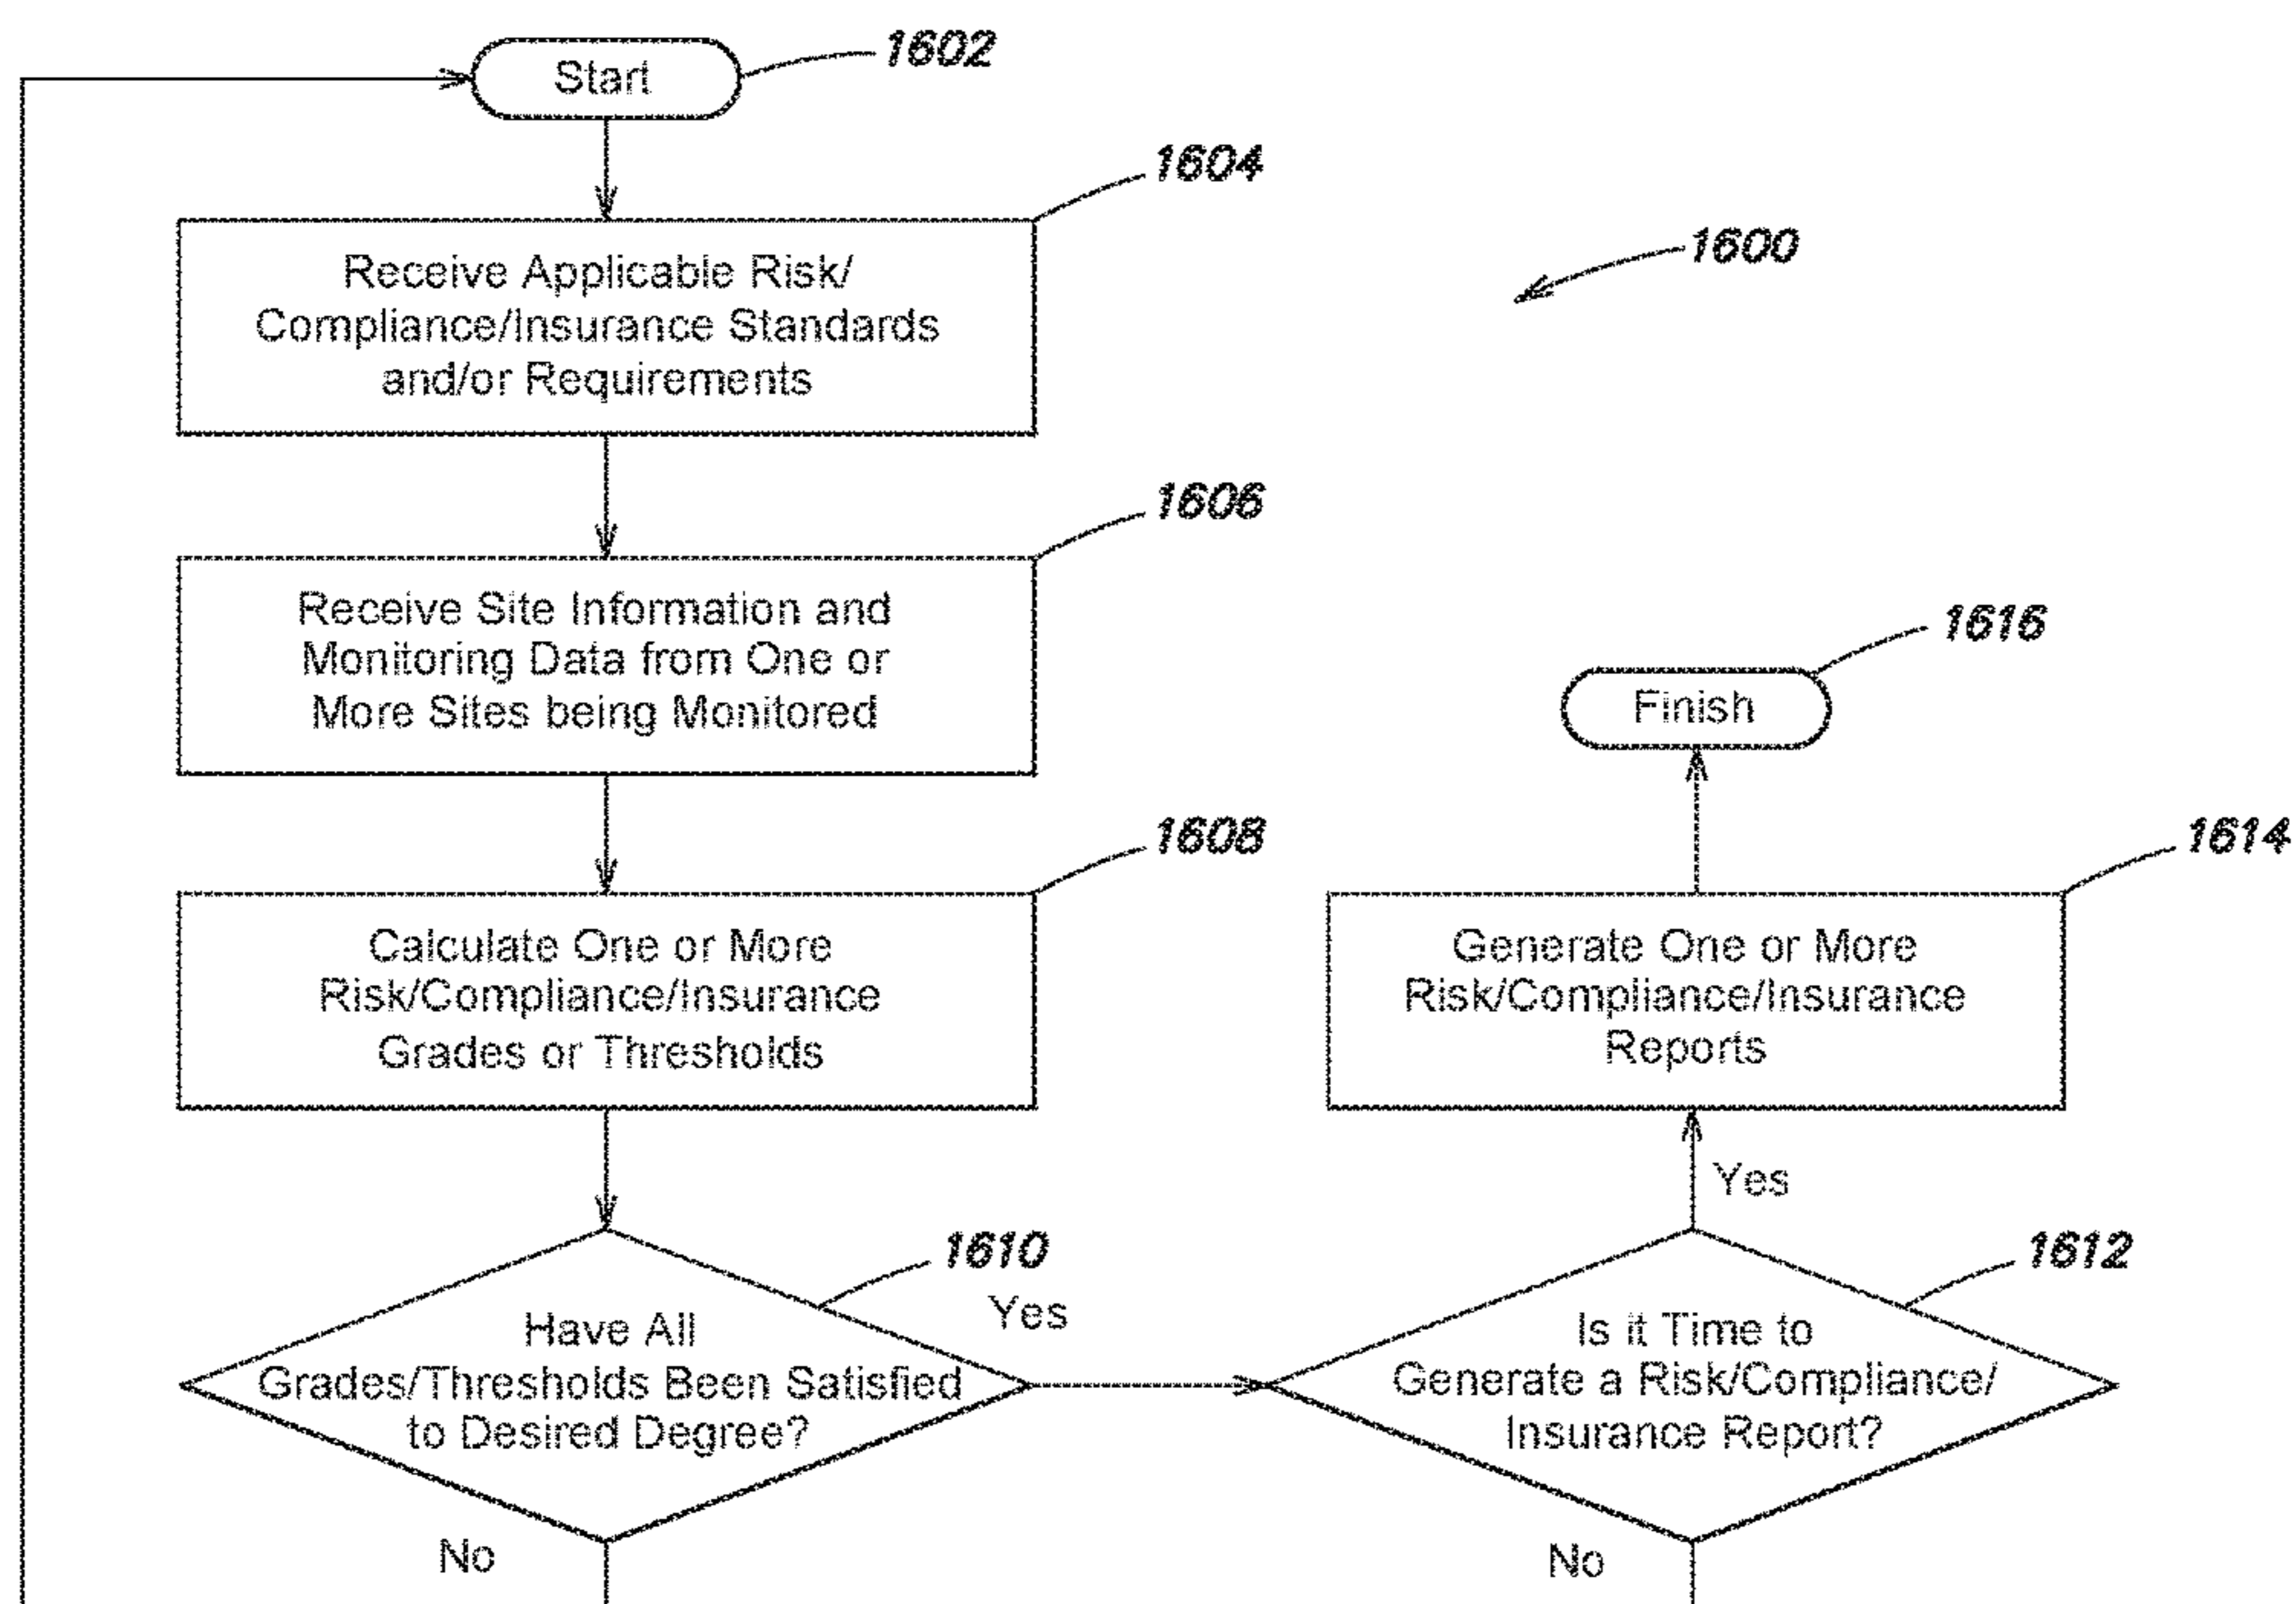 1602
Start
1604
Receive Applicable Risk/
Compliance/Insurance Standards
and/or Requirements
1600
1606
Receive Site Information and
Monitoring Data from One or
More Sites being Monitored
1616
Finish
1608
Calculate One or More
Risk/Compliance/Insurance
Grades or Thresholds
1614
Generate One or More
Risk/Compliance/Insurance
Reports
Yes
1610
Have All
Grades/Thresholds Been Satisfied
to Desired Degree?
Yes
1612
Is it Time to
Generate a Risk/Compliance/
Insurance Report?
No
No